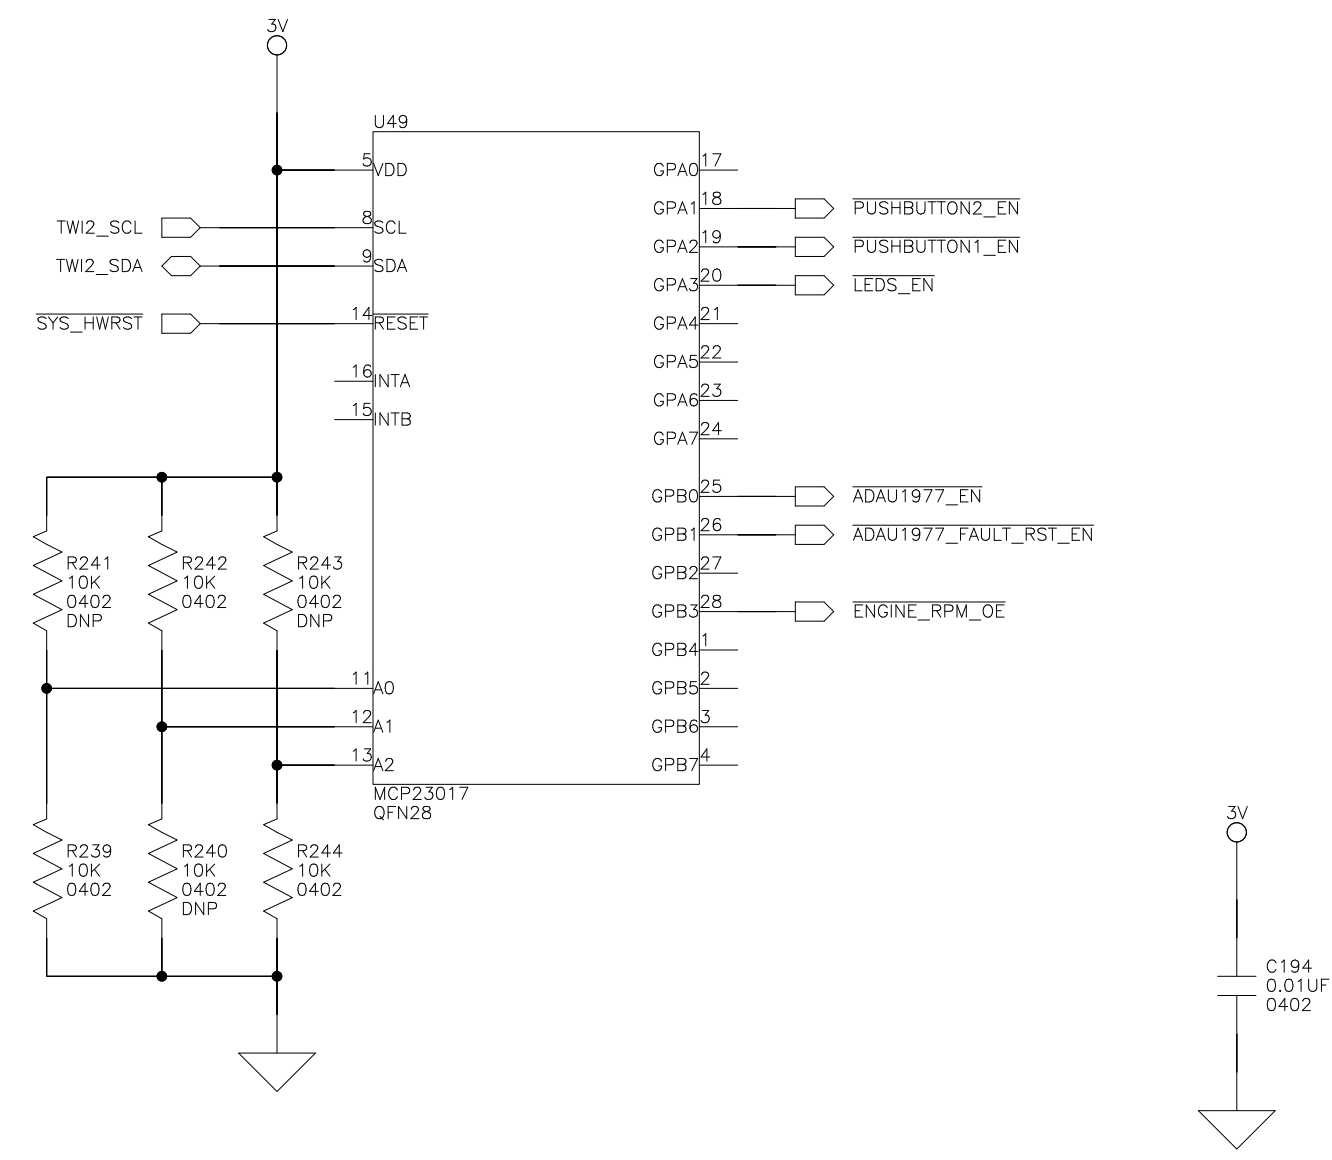 3V
U49
5 VDD
GPA0 17
GPA1 18 PUSHBUTTON2_EN
TWI2_SCL 8 SCL
GPA2 19 PUSHBUTTON1_EN
TWI2_SDA 9 SDA
GPA3 20 LEDS_EN
SYS_HWRST 14 RESET
GPA4 21
GPA5 22
16 INTA
GPA6 23
15 INTB
GPA7 24
GPB0 25 ADAU1977_EN
GPB1 26 ADAU1977_FAULT_RST_EN
GPB2 27
GPB3 28 ENGINE_RPM_OE
GPB4 1
GPB5 2
GPB6 3
GPB7 4
R241
10K
0402
DNP
R242
10K
0402
R243
10K
0402
DNP
11 A0
12 A1
13 A2
MCP23017
QFN28
R239
10K
0402
R240
10K
0402
DNP
R244
10K
0402
3V
C194
0.01UF
0402